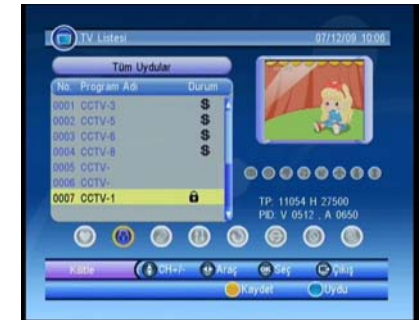 TV Listesi 07/12/09 10:06
Tüm Uydular
No. Program Adı Durum
0001 CCTV-3 $
0002 CCTV-5 $
0003 CCTV-6 $
0004 CCTV-8 $
0005 CCTV-
0006 CCTV-
0007 CCTV-1
TP: 11054 H 27500
PID: V 0512 , A 0650
Kilitle CH+/- Araç OK Seç Çıkış
Kaydet Uydu